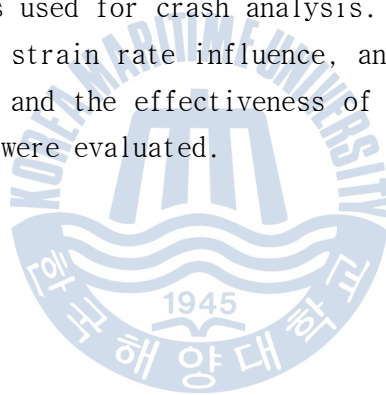 s used for crash analysis.
strain rate influence, an
and the effectiveness of
were evaluated.
KOREA MARITIME UNIVERSITY
1945
한국해양대학교